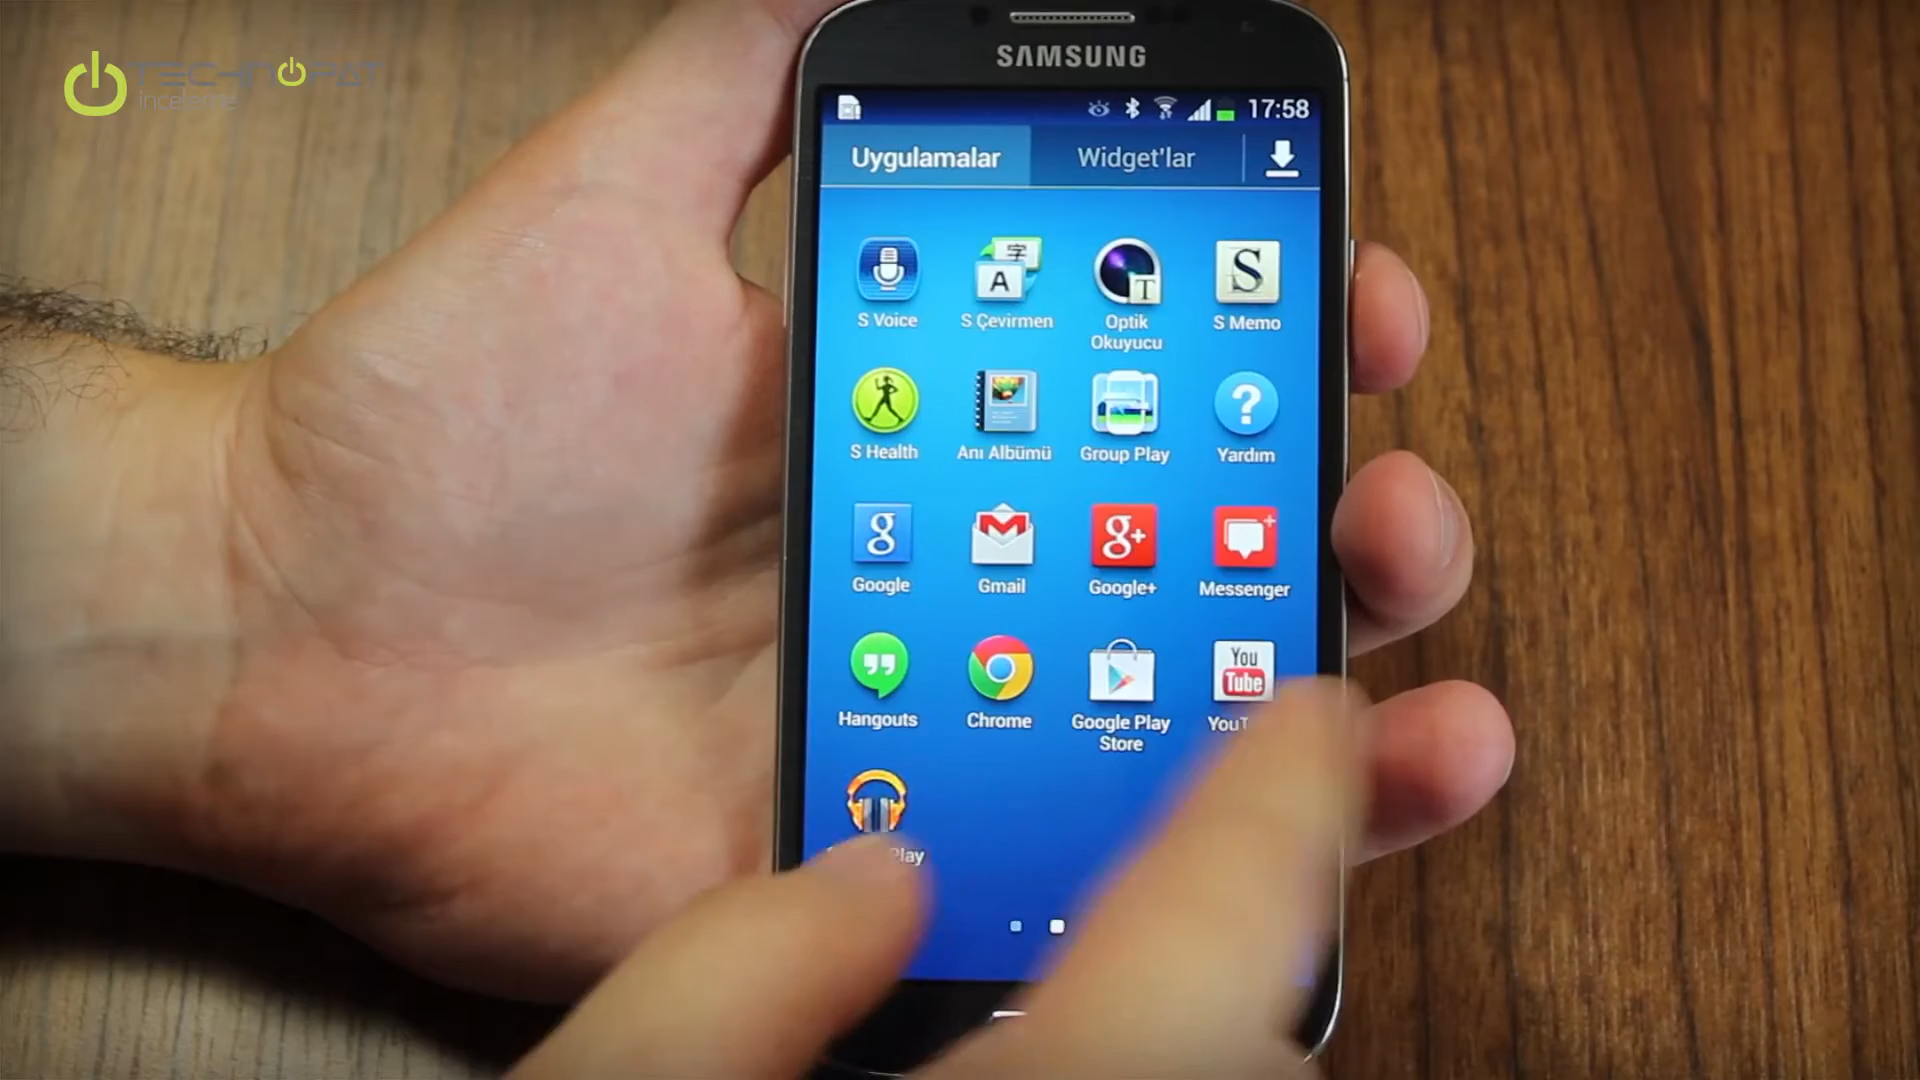 TECHNOPAT
inceleme
SAMSUNG
17:58
Uygulamalar
Widget'lar
S Voice
S Çevirmen
Optik
Okuyucu
S Memo
S Health
Anı Albümü
Group Play
Yardım
Google
Gmail
Google+
Messenger
Hangouts
Chrome
Google Play
Store
You
Tube
Play